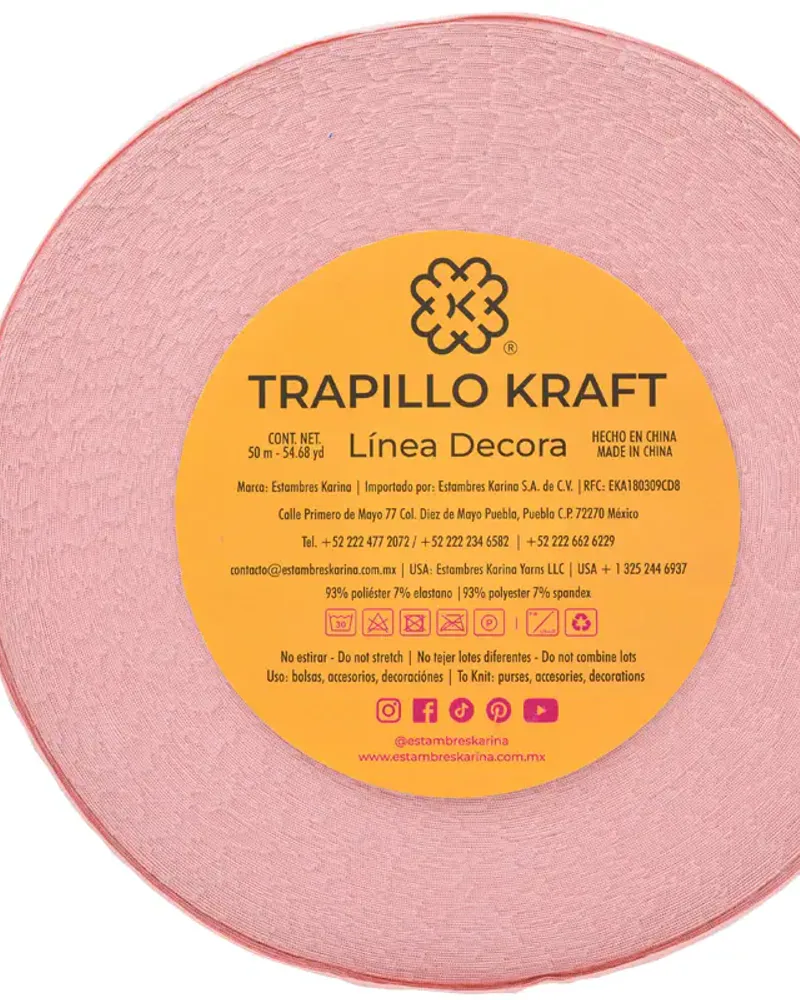 K
®
TRAPILLO KRAFT
CONT. NET.
50 m - 54.68 yd
Línea Decora
HECHO EN CHINA
MADE IN CHINA
Marca: Estambres Karina | Importado por: Estambres Karina S.A. de C.V. | RFC: EKA180309CD8
Calle Primero de Mayo 77 Col. Diez de Mayo Puebla, Puebla C.P. 72270 México
Tel. +52 222 477 2072 / +52 222 234 6582 | +52 222 662 6229
contacto@estambreskarina.com.mx | USA: Estambres Karina Yarns LLC | USA + 1 325 244 6937
93% poliéster 7% elastano | 93% polyester 7% spandex
30 P
No estirar - Do not stretch | No tejer lotes diferentes - Do not combine lots
Uso: bolsas, accesorios, decoraciónes | To Knit: purses, accesories, decorations
@estambreskarina
www.estambreskarina.com.mx